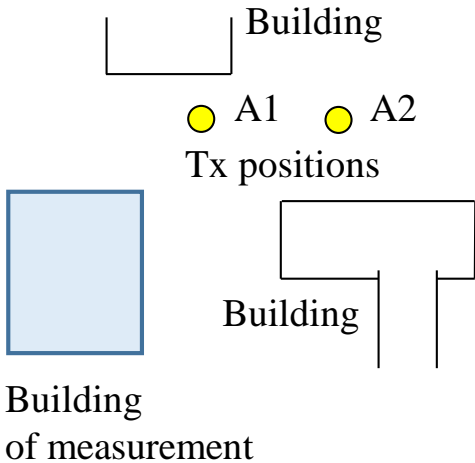 Building
A1
A2
Tx positions
Building
Building
of measurement